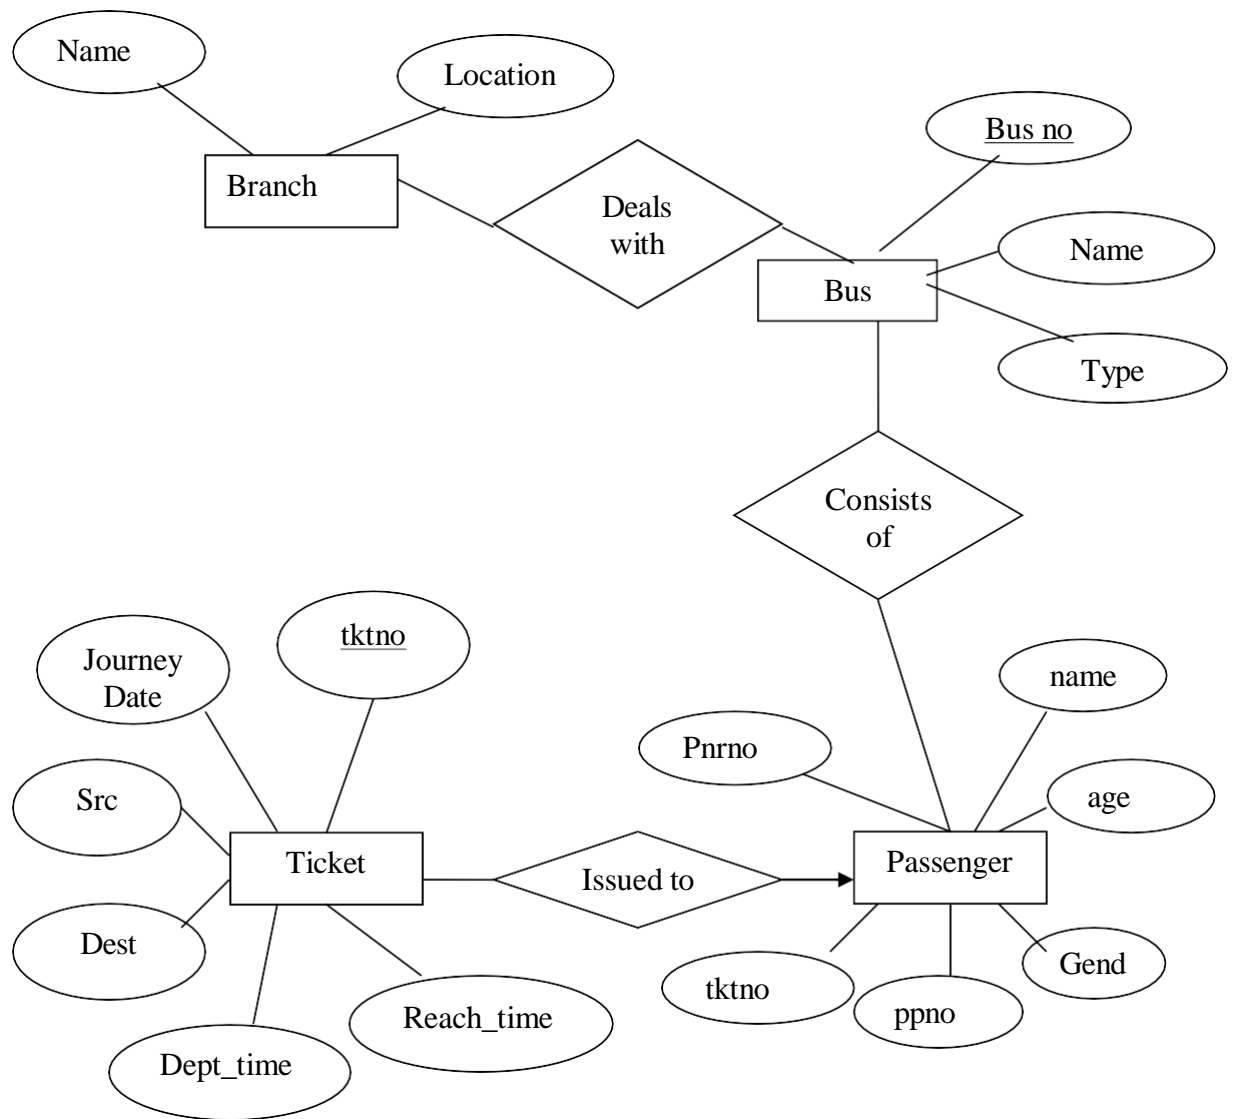 Name
Location
Bus no
Branch
Deals
with
Name
Bus
Type
Consists
of
tktno
Journey
Date
name
Pnrno
Src
age
Ticket
Issued to
Passenger
Dest
Gend
tktno
ppno
Reach_time
Dept_time